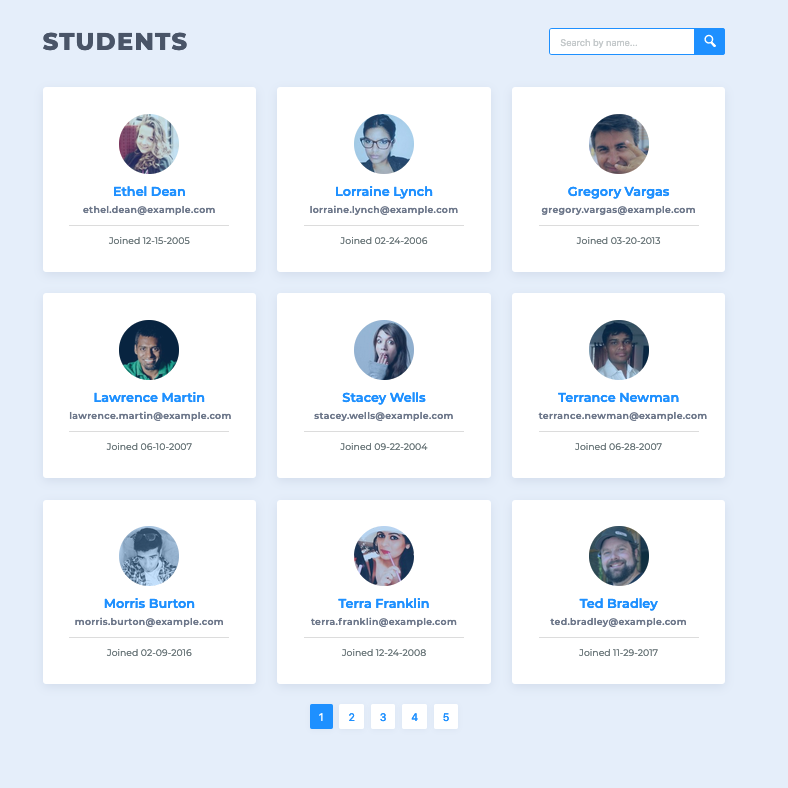 STUDENTS
Search by name...
Ethel Dean
ethel.dean@example.com
Joined 12-15-2005
Lorraine Lynch
lorraine.lynch@example.com
Joined 02-24-2006
Gregory Vargas
gregory.vargas@example.com
Joined 03-20-2013
Lawrence Martin
lawrence.martin@example.com
Joined 06-10-2007
Stacey Wells
stacey.wells@example.com
Joined 09-22-2004
Terrance Newman
terrance.newman@example.com
Joined 06-28-2007
Morris Burton
morris.burton@example.com
Joined 02-09-2016
Terra Franklin
terra.franklin@example.com
Joined 12-24-2008
Ted Bradley
ted.bradley@example.com
Joined 11-29-2017
1 2 3 4 5